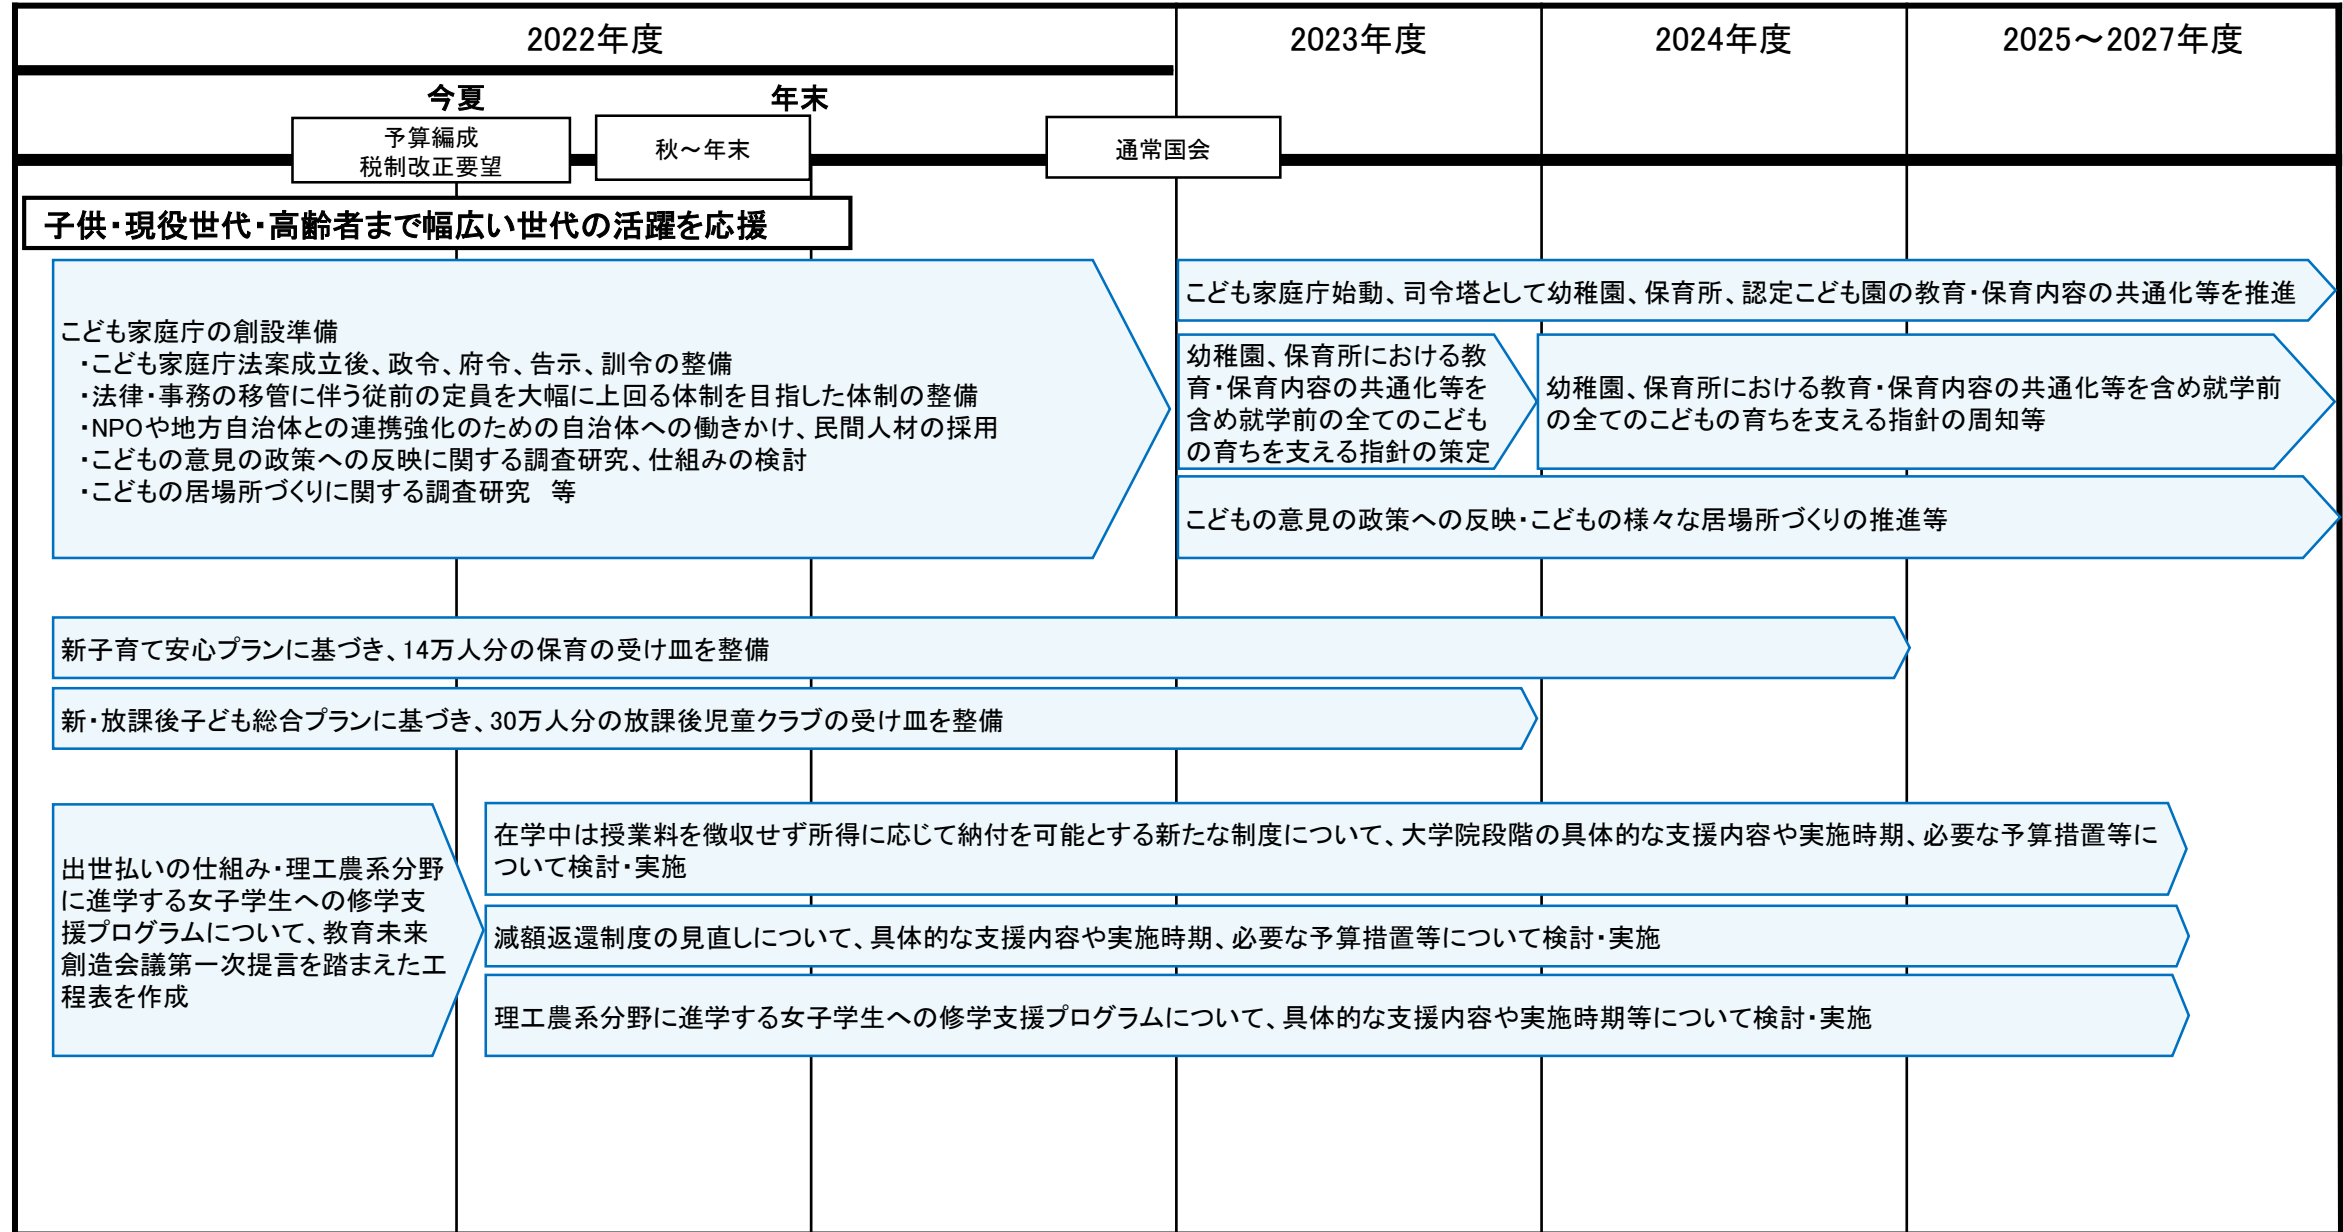 2022年度
2023年度
2024年度
2025～2027年度
今夏
年末
予算編成
税制改正要望
秋～年末
通常国会
子供・現役世代・高齢者まで幅広い世代の活躍を応援
こども家庭庁の創設準備
・こども家庭庁法案成立後、政令、府令、告示、訓令の整備
・法律・事務の移管に伴う従前の定員を大幅に上回る体制を目指した体制の整備
・NPOや地方自治体との連携強化のための自治体への働きかけ、民間人材の採用
・こどもの意見の政策への反映に関する調査研究、仕組みの検討
・こどもの居場所づくりに関する調査研究　等
こども家庭庁始動、司令塔として幼稚園、保育所、認定こども園の教育・保育内容の共通化等を推進
幼稚園、保育所における教
育・保育内容の共通化等を
含め就学前の全てのこども
の育ちを支える指針の策定
幼稚園、保育所における教育・保育内容の共通化等を含め就学前
の全てのこどもの育ちを支える指針の周知等
こどもの意見の政策への反映・こどもの様々な居場所づくりの推進等
新子育て安心プランに基づき、14万人分の保育の受け皿を整備
新・放課後子ども総合プランに基づき、30万人分の放課後児童クラブの受け皿を整備
出世払いの仕組み・理工農系分野
に進学する女子学生への修学支
援プログラムについて、教育未来
創造会議第一次提言を踏まえた工
程表を作成
在学中は授業料を徴収せず所得に応じて納付を可能とする新たな制度について、大学院段階の具体的な支援内容や実施時期、必要な予算措置等に
ついて検討・実施
減額返還制度の見直しについて、具体的な支援内容や実施時期、必要な予算措置等について検討・実施
理工農系分野に進学する女子学生への修学支援プログラムについて、具体的な支援内容や実施時期等について検討・実施